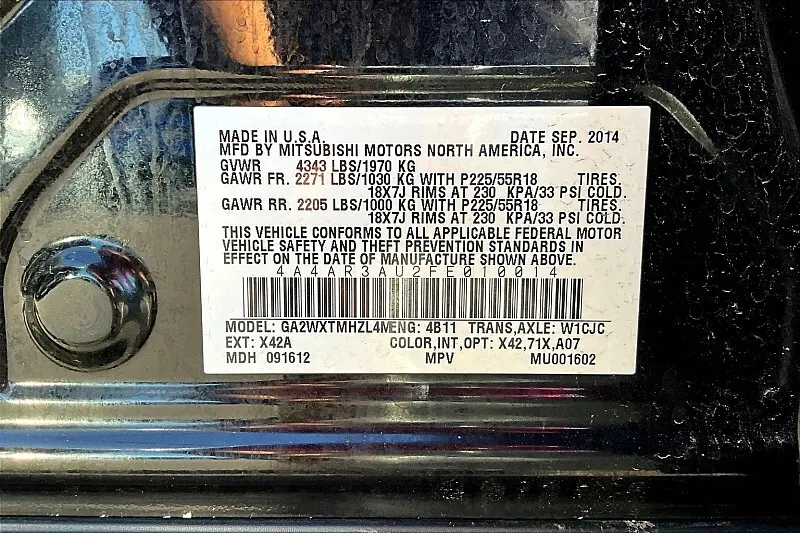 MADE IN U.S.A. DATE SEP. 2014
MFD BY MITSUBISHI MOTORS NORTH AMERICA, INC.
GVWR 4343 LBS/1970 KG
GAWR FR. 2271 LBS/1030 KG WITH P225/55R18 TIRES.
18X7J RIMS AT 230 KPA/33 PSI COLD.
GAWR RR. 2205 LBS/1000 KG WITH P225/55R18 TIRES.
18X7J RIMS AT 230 KPA/33 PSI COLD.
THIS VEHICLE CONFORMS TO ALL APPLICABLE FEDERAL MOTOR
VEHICLE SAFETY AND THEFT PREVENTION STANDARDS IN
EFFECT ON THE DATE OF MANUFACTURE SHOWN ABOVE.
4A4AR3AU2FE010014
MODEL: GA2WXTMHZL4MENG: 4B11 TRANS,AXLE: W1CJC
EXT: X42A COLOR,INT,OPT: X42,71X,A07
MDH 091612 MPV MU001602